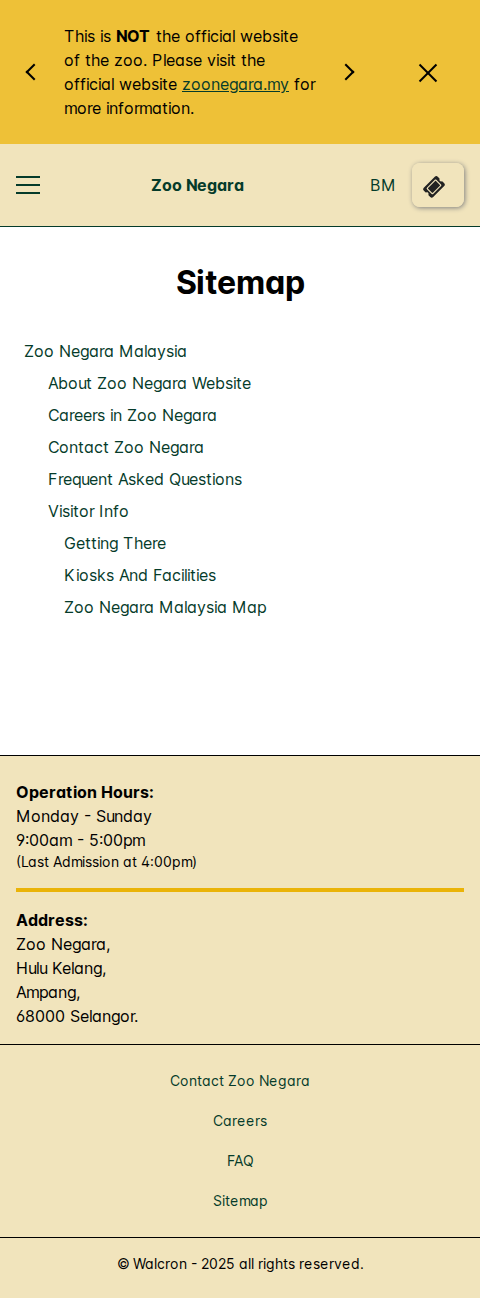 This is NOT the official website
of the zoo. Please visit the
official website zoonegara.my for
more information.
Zoo Negara
BM
Sitemap
Zoo Negara Malaysia
About Zoo Negara Website
Careers in Zoo Negara
Contact Zoo Negara
Frequent Asked Questions
Visitor Info
Getting There
Kiosks And Facilities
Zoo Negara Malaysia Map
Operation Hours:
Monday - Sunday
9:00am - 5:00pm
(Last Admission at 4:00pm)
Address:
Zoo Negara,
Hulu Kelang,
Ampang,
68000 Selangor.
Contact Zoo Negara
Careers
FAQ
Sitemap
© Walcron - 2025 all rights reserved.